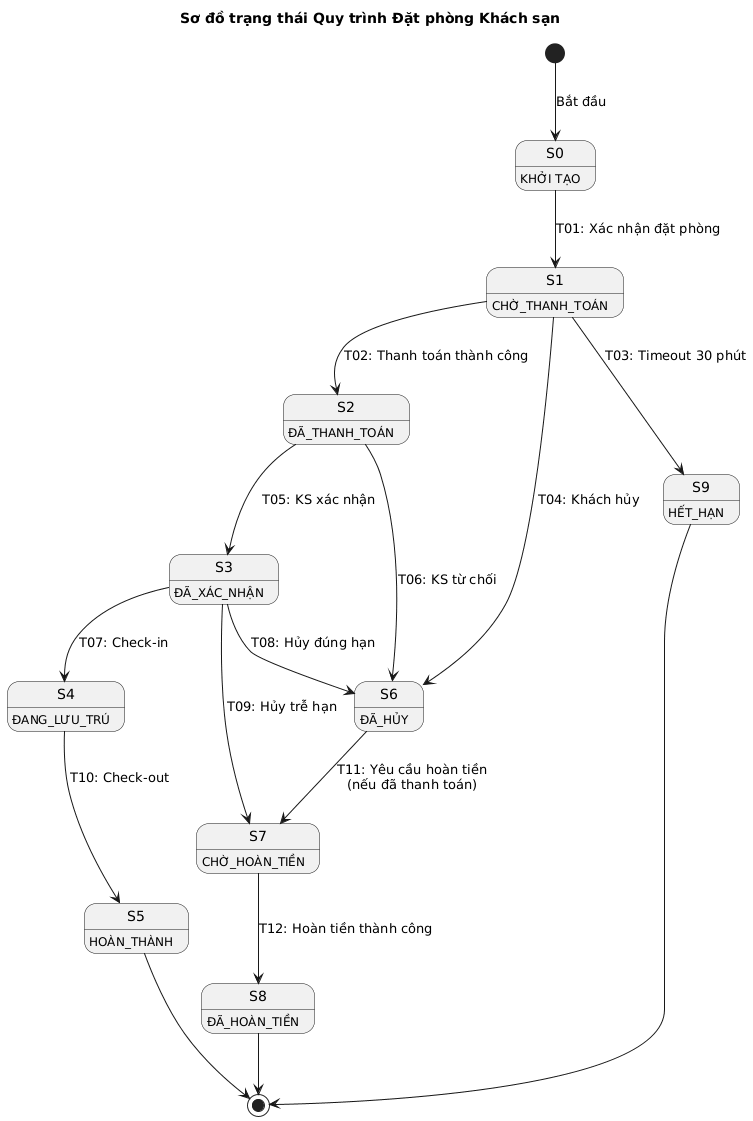 Sơ đồ trạng thái Quy trình Đặt phòng Khách sạn
Bắt đầu
S0
KHỞI TẠO
T01: Xác nhận đặt phòng
S1
CHỜ_THANH_TOÁN
T02: Thanh toán thành công
T03: Timeout 30 phút
S2
ĐÃ_THANH_TOÁN
T05: KS xác nhận
T04: Khách hủy
S9
HẾT_HẠN
T06: KS từ chối
S3
ĐÃ_XÁC_NHẬN
T07: Check-in
T08: Hủy đúng hạn
S4
ĐANG_LƯU_TRÚ
T09: Hủy trễ hạn
S6
ĐÃ_HỦY
T10: Check-out
T11: Yêu cầu hoàn tiền
(nếu đã thanh toán)
S7
CHỜ_HOÀN_TIỀN
S5
HOÀN_THÀNH
T12: Hoàn tiền thành công
S8
ĐÃ_HOÀN_TIỀN